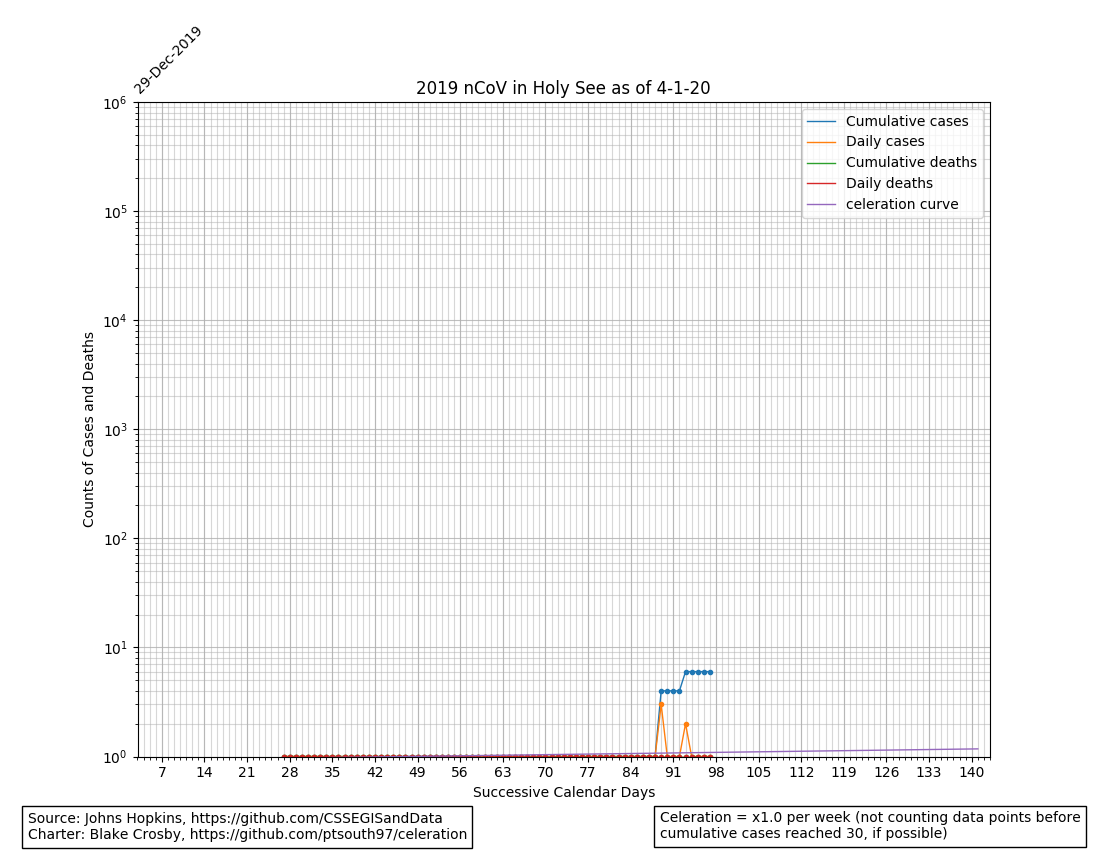 29-Dec-2019
2019 nCoV in Holy See as of 4-1-20
10^6
10^5
10^4
10^3
10^2
10^1
10^0
Counts of Cases and Deaths
Cumulative cases
Daily cases
Cumulative deaths
Daily deaths
celeration curve
7 14 21 28 35 42 49 56 63 70 77 84 91 98 105 112 119 126 133 140
Successive Calendar Days
Source: Johns Hopkins, https://github.com/CSSEGISandData
Charter: Blake Crosby, https://github.com/ptsouth97/celeration
Celeration = x1.0 per week (not counting data points before
cumulative cases reached 30, if possible)